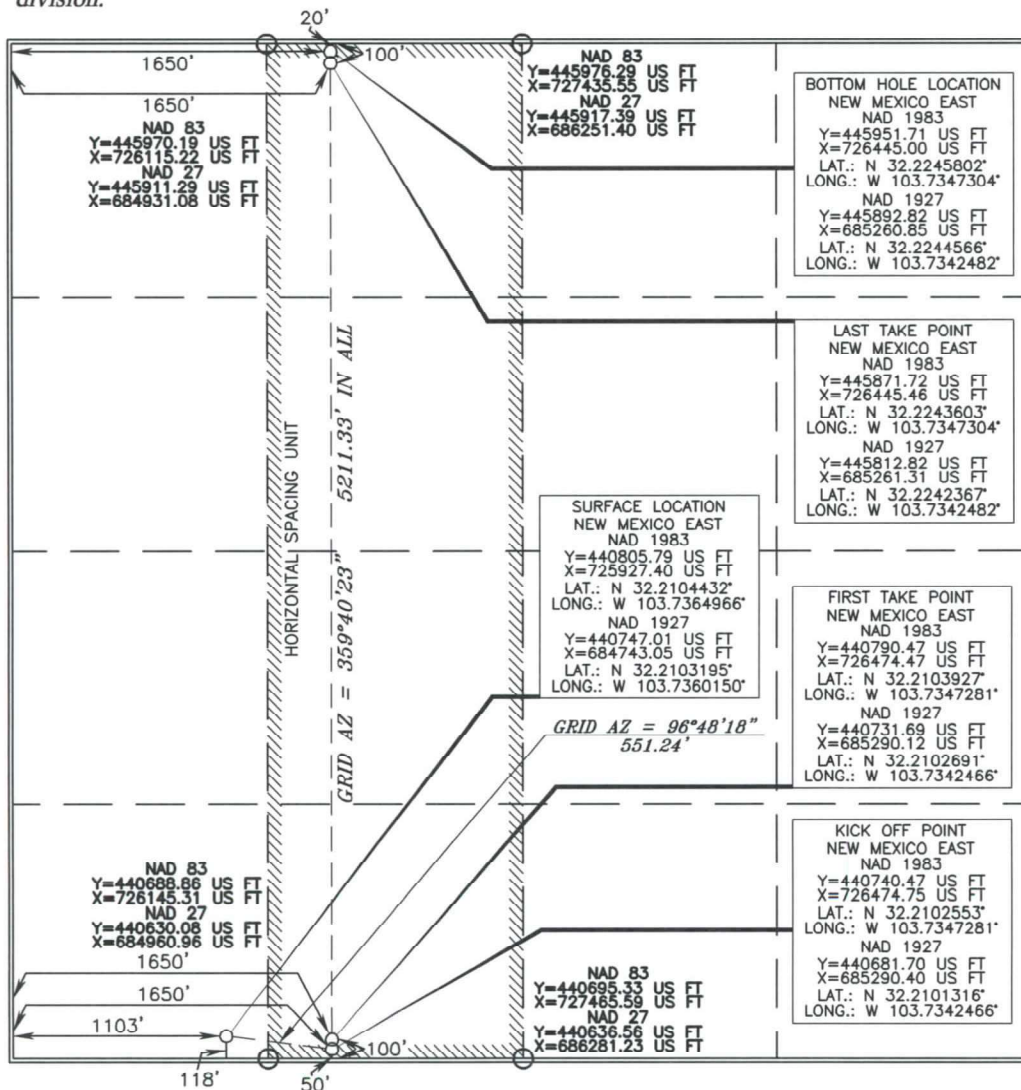 division.
20'
1650'
100'
1650'
NAD 83
Y=445970.19 US FT
X=726115.22 US FT
NAD 27
Y=445911.29 US FT
X=684931.08 US FT
NAD 83
Y=445976.29 US FT
X=727435.55 US FT
NAD 27
Y=445917.39 US FT
X=686251.40 US FT
BOTTOM HOLE LOCATION
NEW MEXICO EAST
NAD 1983
Y=445951.71 US FT
X=726445.00 US FT
LAT.: N 32.2245802°
LONG.: W 103.7347304°
NAD 1927
Y=445892.82 US FT
X=685260.85 US FT
LAT.: N 32.2244566°
LONG.: W 103.7342482°
LAST TAKE POINT
NEW MEXICO EAST
NAD 1983
Y=445871.72 US FT
X=726445.46 US FT
LAT.: N 32.2243603°
LONG.: W 103.7347304°
NAD 1927
Y=445812.82 US FT
X=685261.31 US FT
LAT.: N 32.2242367°
LONG.: W 103.7342482°
HORIZONTAL SPACING UNIT
GRID AZ = 359°40'23" 5211.33' IN ALL
SURFACE LOCATION
NEW MEXICO EAST
NAD 1983
Y=440805.79 US FT
X=725927.40 US FT
LAT.: N 32.2104432°
LONG.: W 103.7364966°
NAD 1927
Y=440747.01 US FT
X=684743.05 US FT
LAT.: N 32.2103195°
LONG.: W 103.7360150°
GRID AZ = 96°48'18"
551.24'
FIRST TAKE POINT
NEW MEXICO EAST
NAD 1983
Y=440790.47 US FT
X=726474.47 US FT
LAT.: N 32.2103927°
LONG.: W 103.7347281°
NAD 1927
Y=440731.69 US FT
X=685290.12 US FT
LAT.: N 32.2102691°
LONG.: W 103.7342466°
KICK OFF POINT
NEW MEXICO EAST
NAD 1983
Y=440740.47 US FT
X=726474.75 US FT
LAT.: N 32.2102553°
LONG.: W 103.7347281°
NAD 1927
Y=440681.70 US FT
X=685290.40 US FT
LAT.: N 32.2101316°
LONG.: W 103.7342466°
NAD 83
Y=440688.86 US FT
X=726145.31 US FT
NAD 27
Y=440630.08 US FT
X=684960.96 US FT
1650'
1650'
1103'
118'
100'
50'
NAD 83
Y=440695.33 US FT
X=727465.59 US FT
NAD 27
Y=440636.56 US FT
X=686281.23 US FT